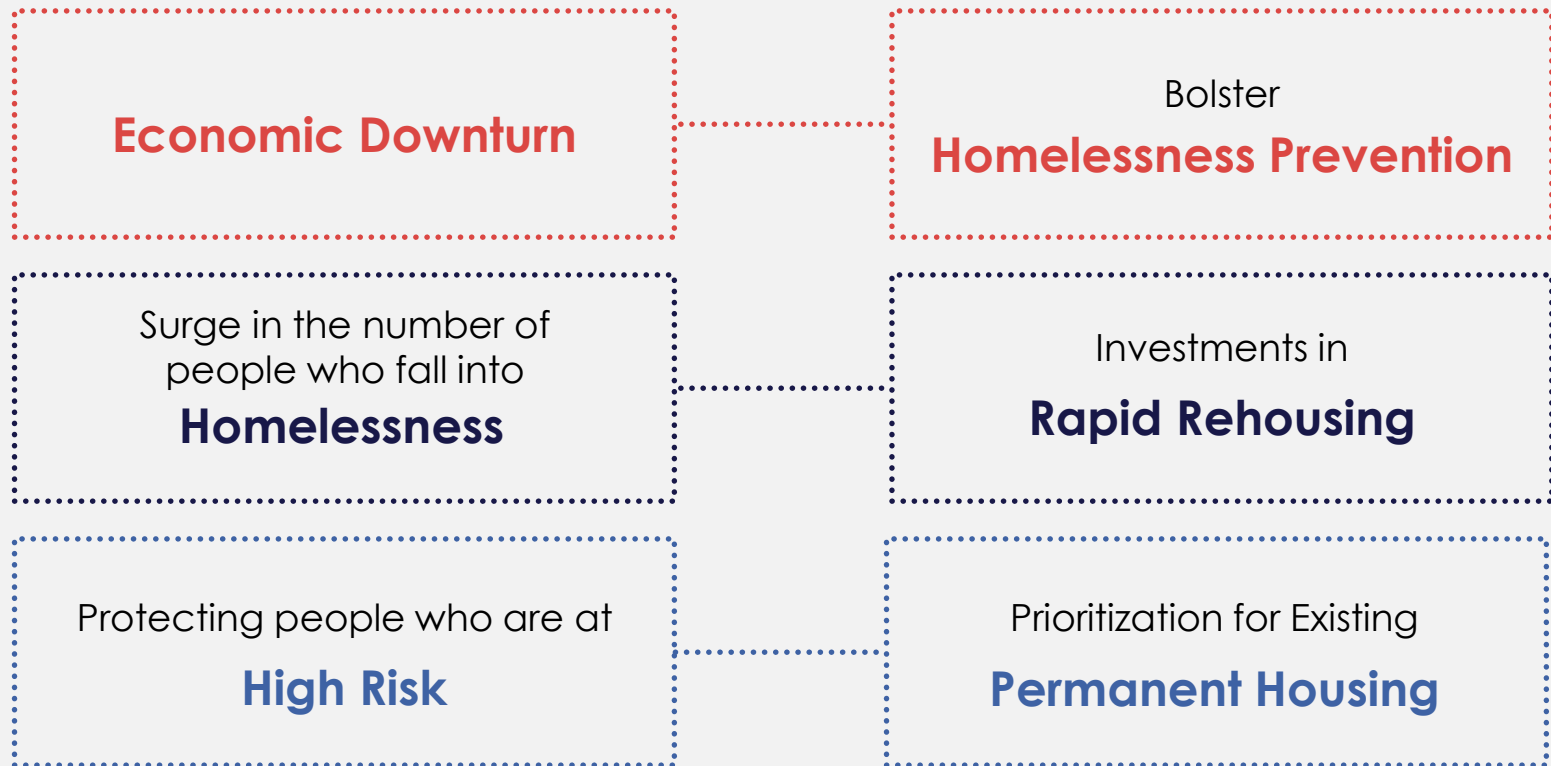 Economic Downturn
Bolster
Homelessness Prevention
Surge in the number of
people who fall into
Homelessness
Investments in
Rapid Rehousing
Protecting people who are at
High Risk
Prioritization for Existing
Permanent Housing